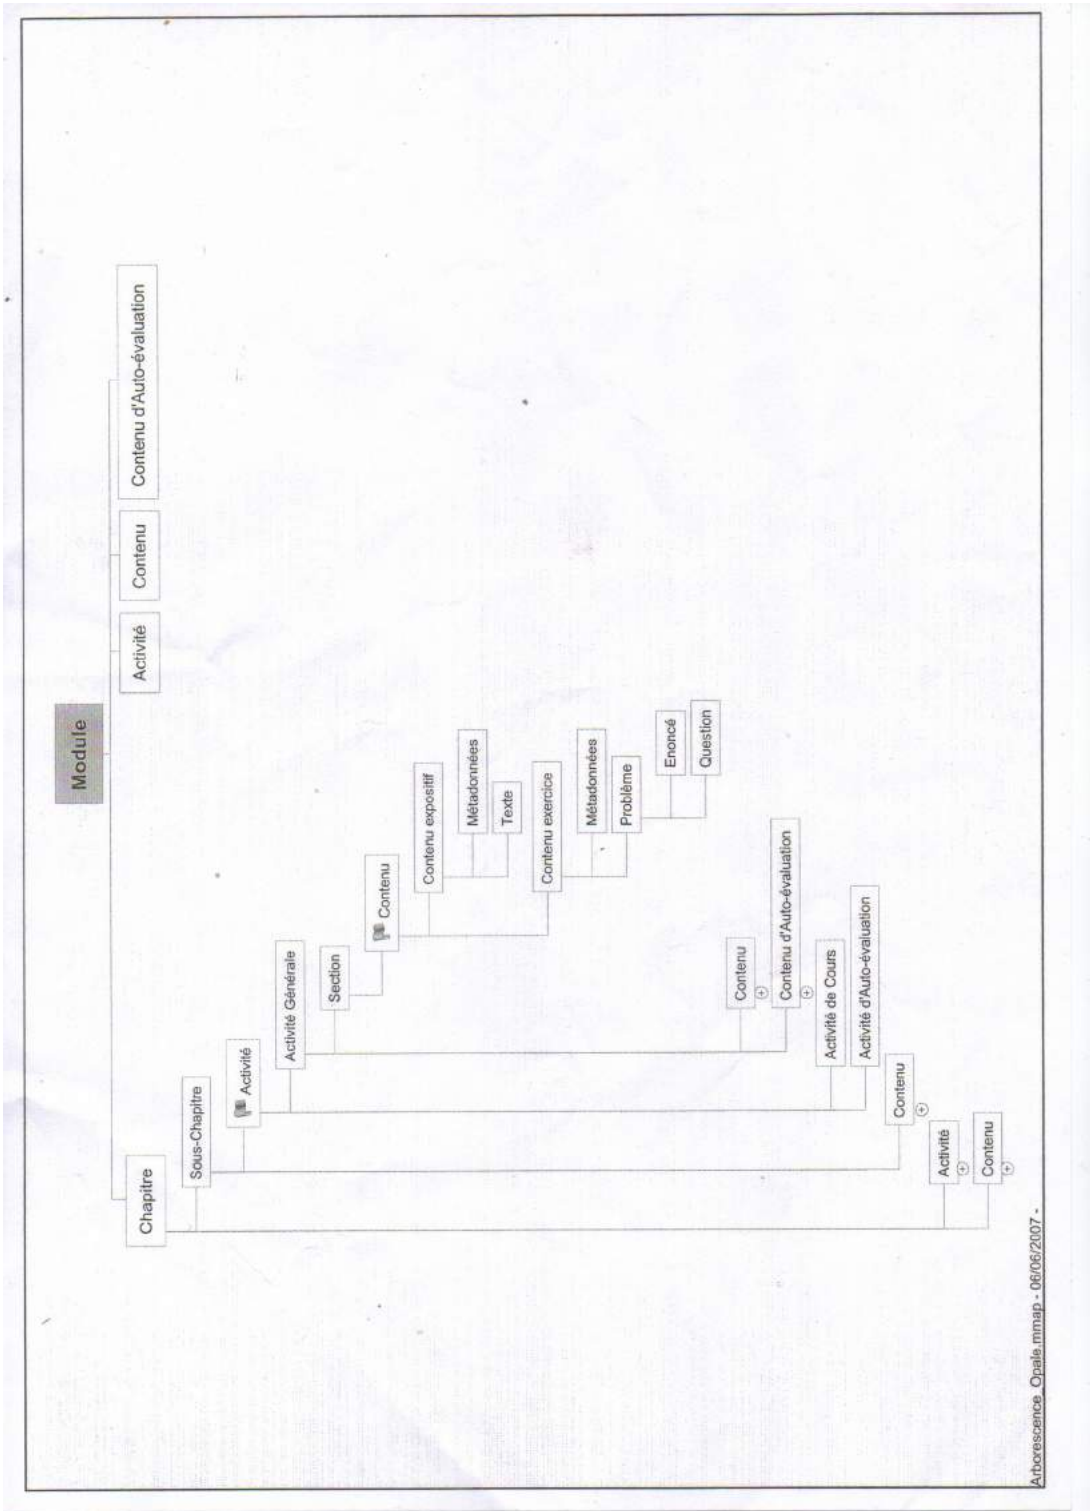 Module
Chapitre
Activité
Contenu
Contenu d'Auto-évaluation
Sous-Chapitre
Activité
Activité Générale
Section
Contenu
Contenu expositif
Métadonnées
Texte
Contenu exercice
Métadonnées
Problème
Enoncé
Question
Contenu
Contenu d'Auto-évaluation
Activité de Cours
Activité d'Auto-évaluation
Contenu
Activité
Contenu
Arborescence_Opale.mmap - 06/06/2007 -